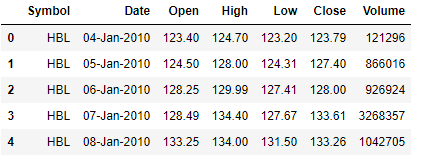 Symbol Date Open High Low Close Volume
0 HBL 04-Jan-2010 123.40 124.70 123.20 123.79 121296
1 HBL 05-Jan-2010 124.50 128.00 124.31 127.40 866016
2 HBL 06-Jan-2010 128.25 129.99 127.41 128.00 926924
3 HBL 07-Jan-2010 128.49 134.40 127.67 133.61 3268357
4 HBL 08-Jan-2010 133.25 134.00 131.50 133.26 1042705